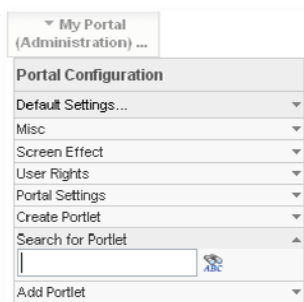 My Portal
(Administration) ...
Portal Configuration
Default Settings...
Misc
Screen Effect
User Rights
Portal Settings
Create Portlet
Search for Portlet
ABC
Add Portlet